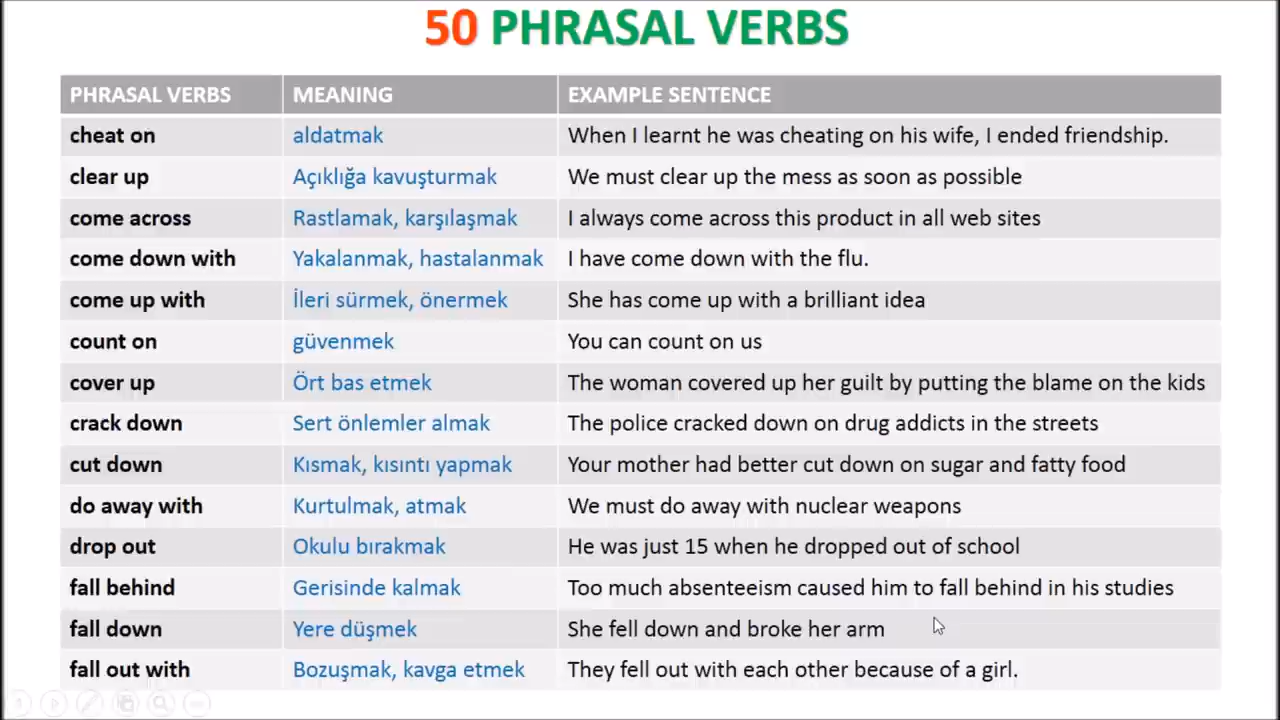 50 PHRASAL VERBS
PHRASAL VERBS MEANING EXAMPLE SENTENCE
cheat on aldatmak When I learnt he was cheating on his wife, I ended friendship.
clear up Açıklığa kavuşturmak We must clear up the mess as soon as possible
come across Rastlamak, karşılaşmak I always come across this product in all web sites
come down with Yakalanmak, hastalanmak I have come down with the flu.
come up with İleri sürmek, önermek She has come up with a brilliant idea
count on güvenmek You can count on us
cover up Ört bas etmek The woman covered up her guilt by putting the blame on the kids
crack down Sert önlemler almak The police cracked down on drug addicts in the streets
cut down Kısmak, kısıntı yapmak Your mother had better cut down on sugar and fatty food
do away with Kurtulmak, atmak We must do away with nuclear weapons
drop out Okulu bırakmak He was just 15 when he dropped out of school
fall behind Gerisinde kalmak Too much absenteeism caused him to fall behind in his studies
fall down Yere düşmek She fell down and broke her arm
fall out with Bozuşmak, kavga etmek They fell out with each other because of a girl.